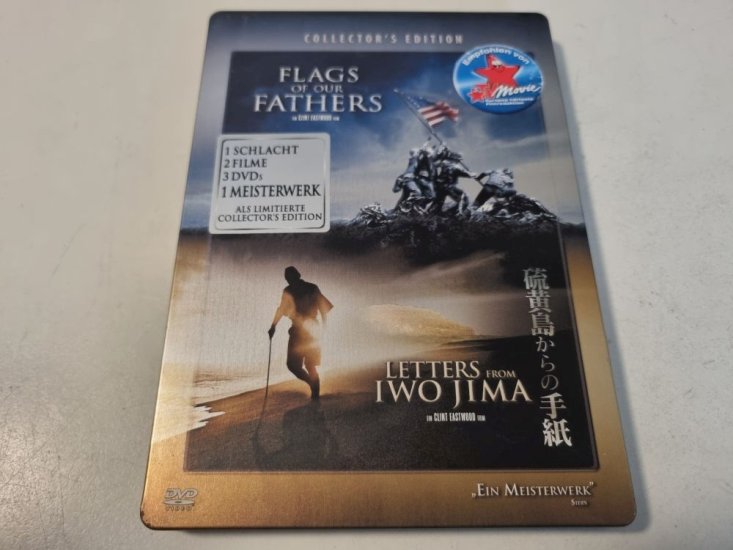 COLLECTOR'S EDITION
FLAGS
OF OUR
FATHERS
EIN CLINT EASTWOOD FILM
Empfohlen von
Movie
1 SCHLACHT
2 FILME
3 DVDs
1 MEISTERWERK
ALS LIMITIERTE
COLLECTOR'S EDITION
硫黄島からの手紙
LETTERS FROM
IWO JIMA
EIN CLINT EASTWOOD FILM
DVD
VIDEO
„EIN MEISTERWERK"
STERN